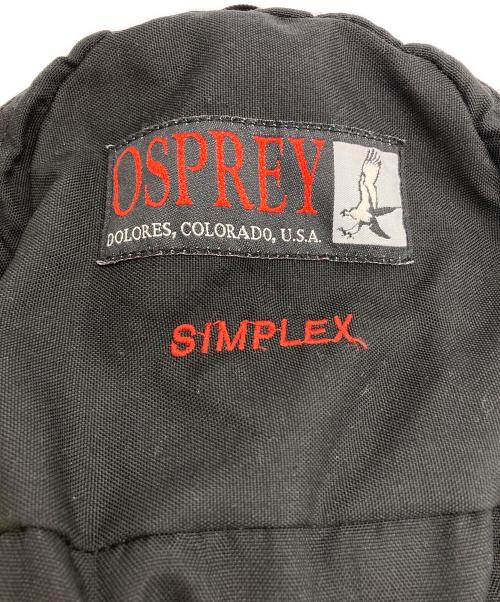 OSPREY
DOLORES, COLORADO, U.S.A.
SIMPLEX